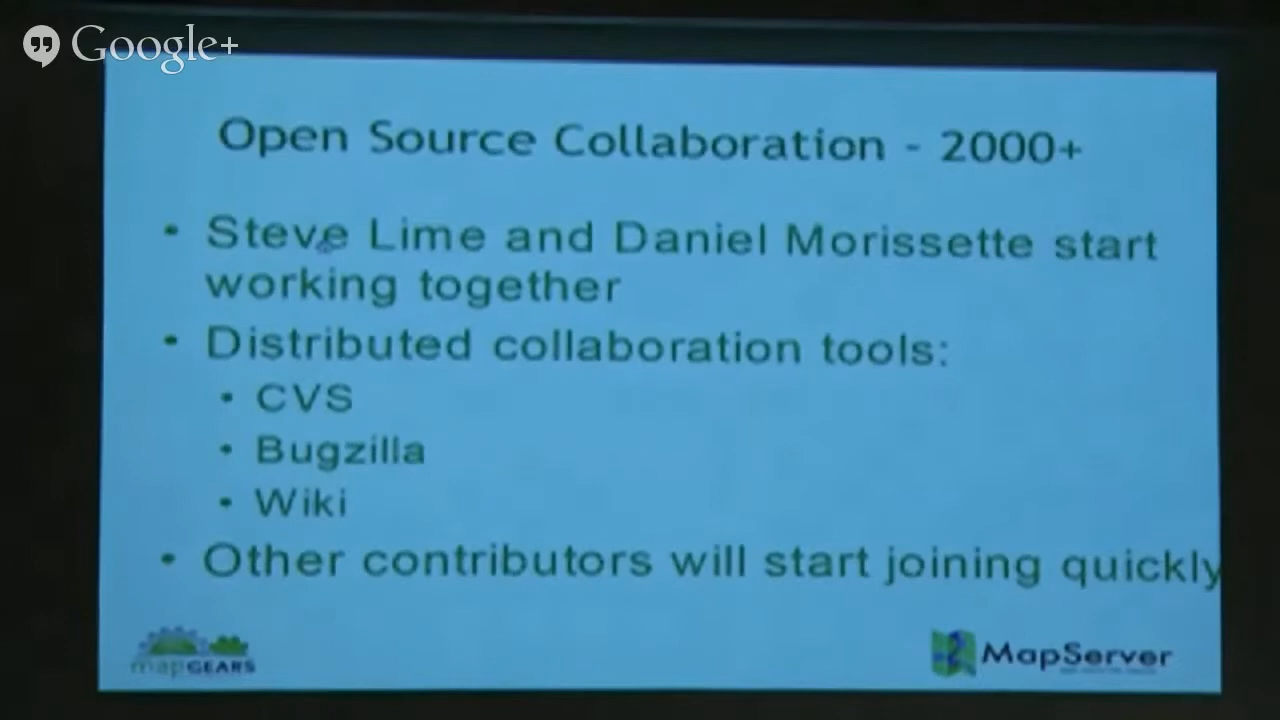 Google+
Open Source Collaboration - 2000+
• Steve Lime and Daniel Morissette start
working together
• Distributed collaboration tools:
• CVS
• Bugzilla
• Wiki
• Other contributors will start joining quickly
mapGEARS
MapServer